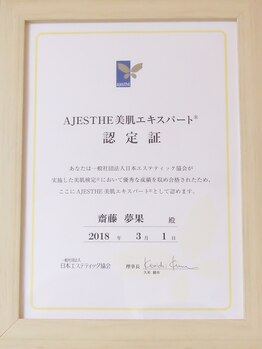 AJESTHE美肌エキスパート®
認定証
あなたは一般社団法人日本エステティック協会が
実施した美肌検定®において優秀な成績を収め合格されたため、
ここにAJESTHE美肌エキスパート®として認めます。
齋藤 夢果 殿
2018 年 3 月 1 日
一般社団法人
日本エステティック協会 理事長